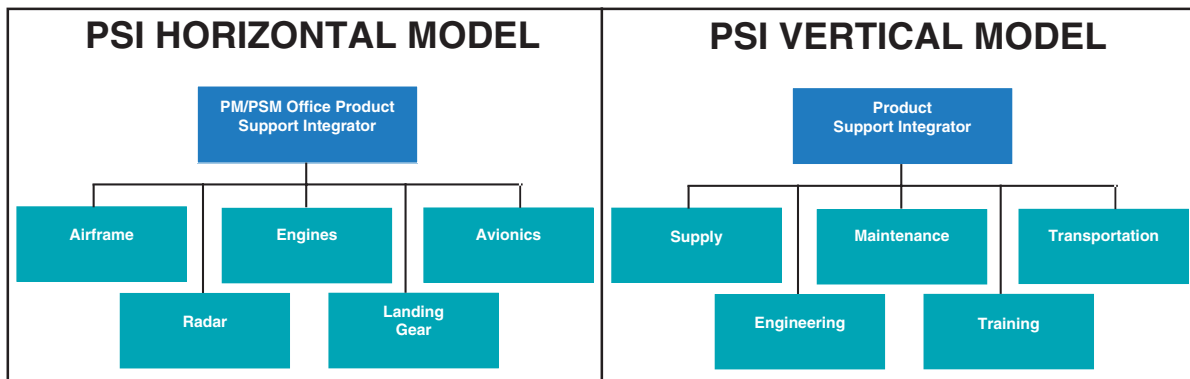 PSI HORIZONTAL MODEL
PM/PSM Office Product
Support Integrator
Airframe
Engines
Avionics
Radar
Landing
Gear
PSI VERTICAL MODEL
Product
Support Integrator
Supply
Maintenance
Transportation
Engineering
Training